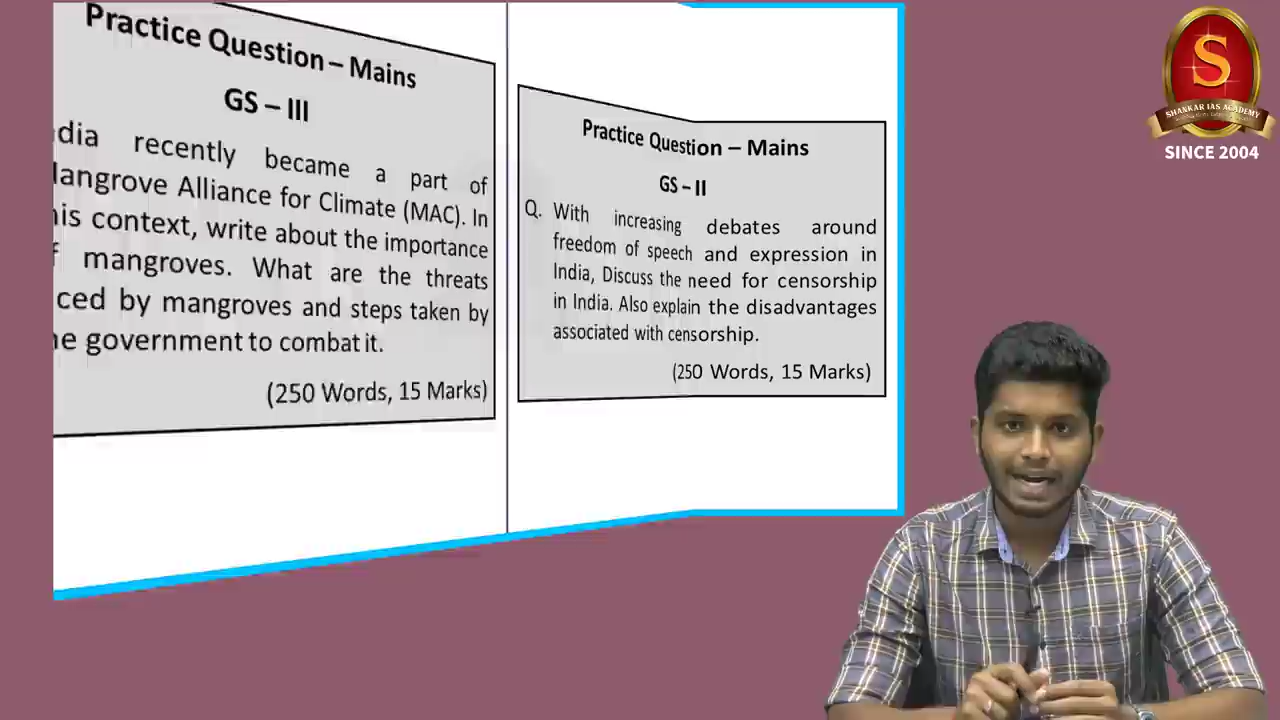 Practice Question – Mains
GS – III
dia recently became a part of
angrove Alliance for Climate (MAC). In
is context, write about the importance
mangroves. What are the threats
ced by mangroves and steps taken by
e government to combat it.
(250 Words, 15 Marks)
Practice Question – Mains
GS – II
Q. With increasing debates around
freedom of speech and expression in
India, Discuss the need for censorship
in India. Also explain the disadvantages
associated with censorship.
(250 Words, 15 Marks)
S
SHANKAR IAS ACADEMY
SINCE 2004